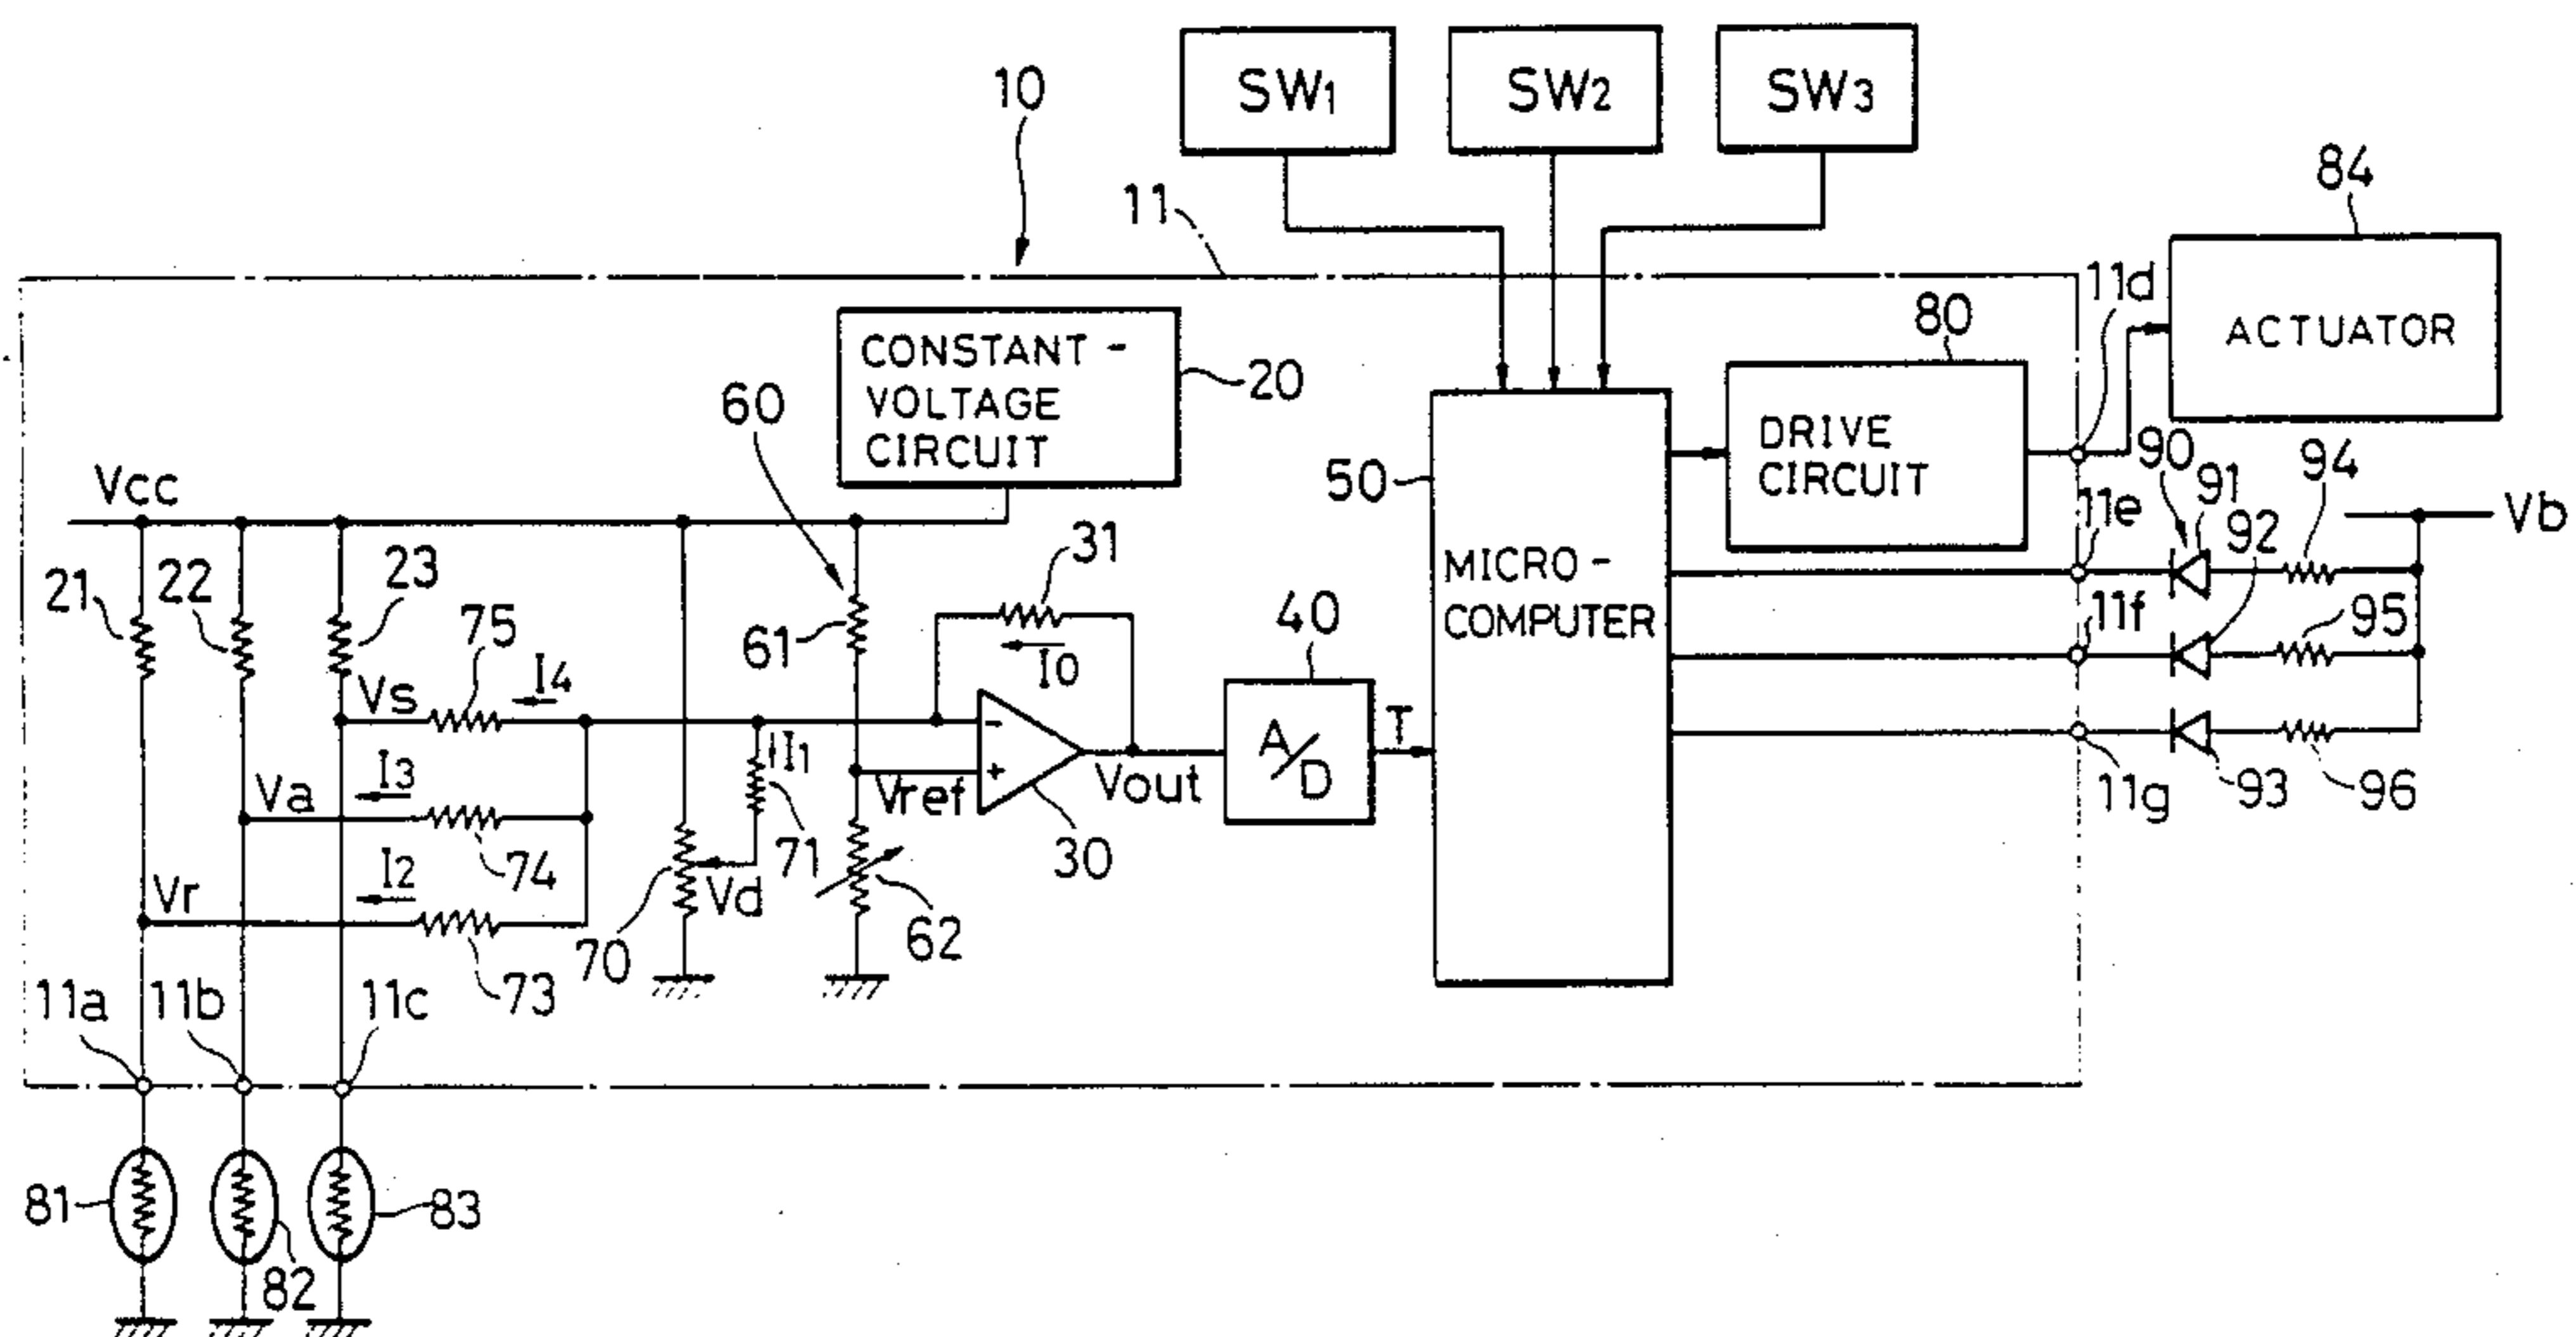 SW1
SW2
SW3
10
11
84
ACTUATOR
11d
80
CONSTANT-
VOLTAGE
CIRCUIT
20
60
DRIVE
CIRCUIT
90
91
92
94
Vb
50
11e
Vcc
31
21
22
23
75
61
I0
40
MICRO-
COMPUTER
11f
95
Vs
I4
I1
A/D
T
Va
I3
Vref
Vout
71
30
74
Vr
I2
Vd
70
62
73
11g
93
96
11a
11b
11c
81
82
83